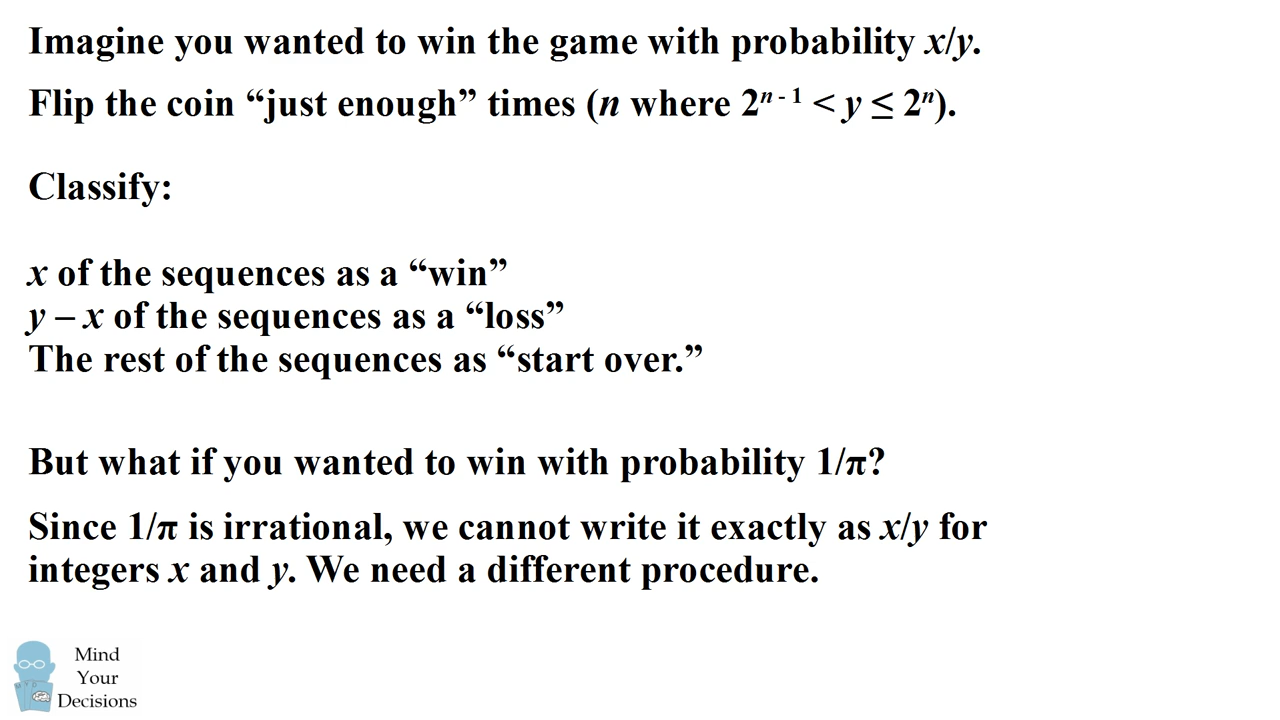 Imagine you wanted to win the game with probability x/y.
Flip the coin “just enough” times (n where 2ⁿ⁻¹ < y ≤ 2ⁿ).
Classify:
x of the sequences as a “win”
y – x of the sequences as a “loss”
The rest of the sequences as “start over.”
But what if you wanted to win with probability 1/π?
Since 1/π is irrational, we cannot write it exactly as x/y for
integers x and y. We need a different procedure.
Mind
Your
Decisions